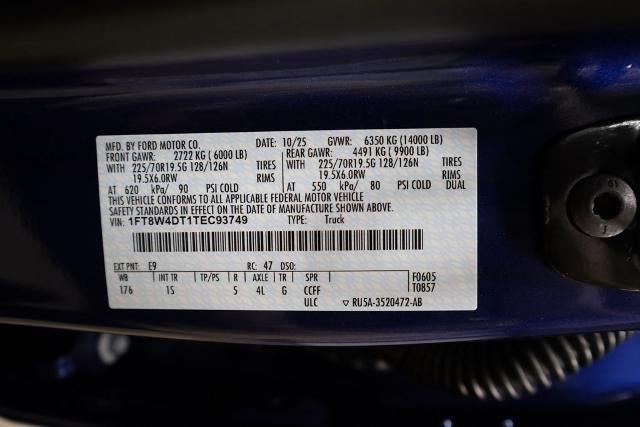 MFD. BY FORD MOTOR CO. DATE: 10/25 GVWR: 6350 KG (14000 LB)
FRONT GAWR: 2722 KG ( 6000 LB) REAR GAWR: 4491 KG ( 9900 LB)
WITH 225/70R19.5G 128/126N TIRES WITH 225/70R19.5G 128/126N TIRES
19.5X6.0RW RIMS 19.5X6.0RW RIMS
AT 620 kPa/ 90 PSI COLD AT 550 kPa/ 80 PSI COLD DUAL
THIS VEHICLE CONFORMS TO ALL APPLICABLE FEDERAL MOTOR VEHICLE
SAFETY STANDARDS IN EFFECT ON THE DATE OF MANUFACTURE SHOWN ABOVE.
VIN: 1FT8W4DT1TEC93749 TYPE: Truck
EXT PNT: E9 RC: 47 DSO:
WB INT TR TP/PS R AXLE TR SPR F0605
176 1S 5 4L G CCFF T0857
ULC ▽ RU5A-3520472-AB